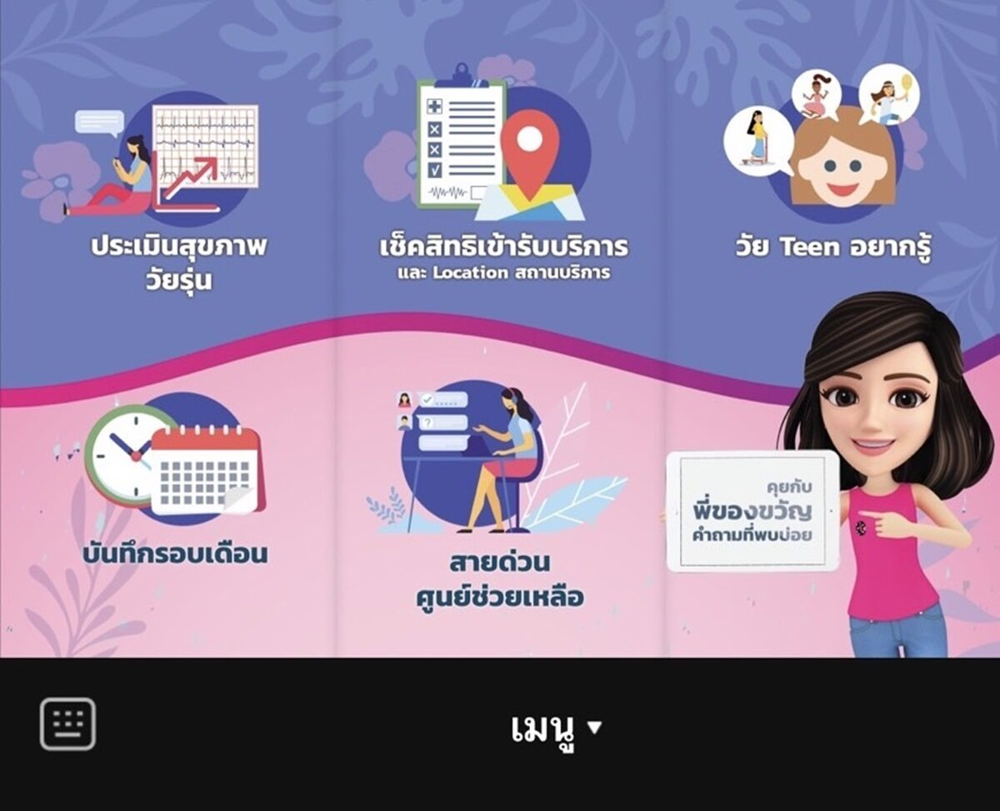 ประเมินสุขภาพ
วัยรุ่น
เช็คสิทธิเข้ารับบริการ
และ Location สถานบริการ
วัย Teen อยากรู้
บันทึกรอบเดือน
สายด่วน
ศูนย์ช่วยเหลือ
คุยกับ
พี่ของขวัญ
คำถามที่พบบ่อย
เมนู